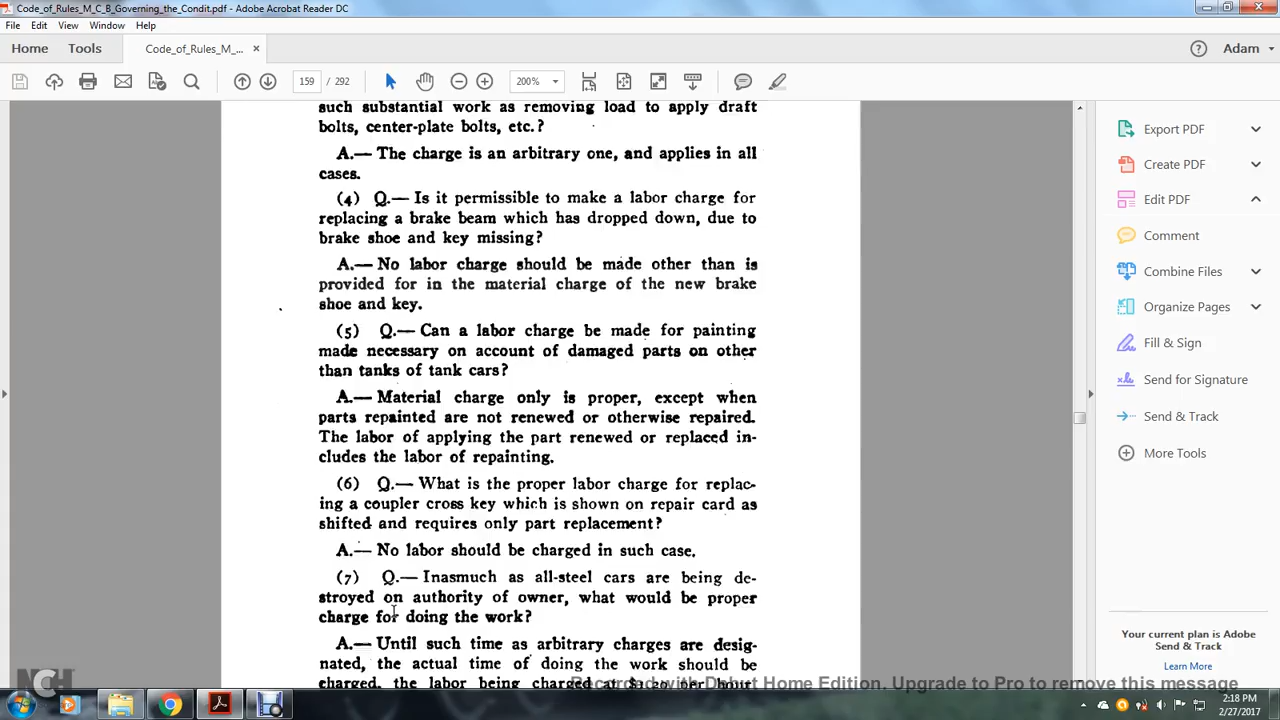 Code_of_Rules_M_C_B_Governing_the_Condit.pdf - Adobe Acrobat Reader DC
File Edit View Window Help
Home Tools Code_of_Rules_M_... × Adam
159 / 292 200%
such substantial work as removing load to apply draft
bolts, center-plate bolts, etc.?
A.— The charge is an arbitrary one, and applies in all
cases.
(4) Q.— Is it permissible to make a labor charge for
replacing a brake beam which has dropped down, due to
brake shoe and key missing?
A.— No labor charge should be made other than is
provided for in the material charge of the new brake
shoe and key.
(5) Q.— Can a labor charge be made for painting
made necessary on account of damaged parts on other
than tanks of tank cars?
A.— Material charge only is proper, except when
parts repainted are not renewed or otherwise repaired.
The labor of applying the part renewed or replaced in-
cludes the labor of repainting.
(6) Q.— What is the proper labor charge for replac-
ing a coupler cross key which is shown on repair card as
shifted and requires only part replacement?
A.— No labor should be charged in such case.
(7) Q.— Inasmuch as all-steel cars are being de-
stroyed on authority of owner, what would be proper
charge for doing the work?
A.— Until such time as arbitrary charges are desig-
nated, the actual time of doing the work should be
charged, the labor being charged at per hour
Export PDF
Create PDF
Edit PDF
Comment
Combine Files
Organize Pages
Fill & Sign
Send for Signature
Send & Track
More Tools
Your current plan is Adobe
Send & Track
Learn More
NCH
Recorded with Debut Home Edition. Upgrade to Pro to remove this message
2:18 PM
2/27/2017